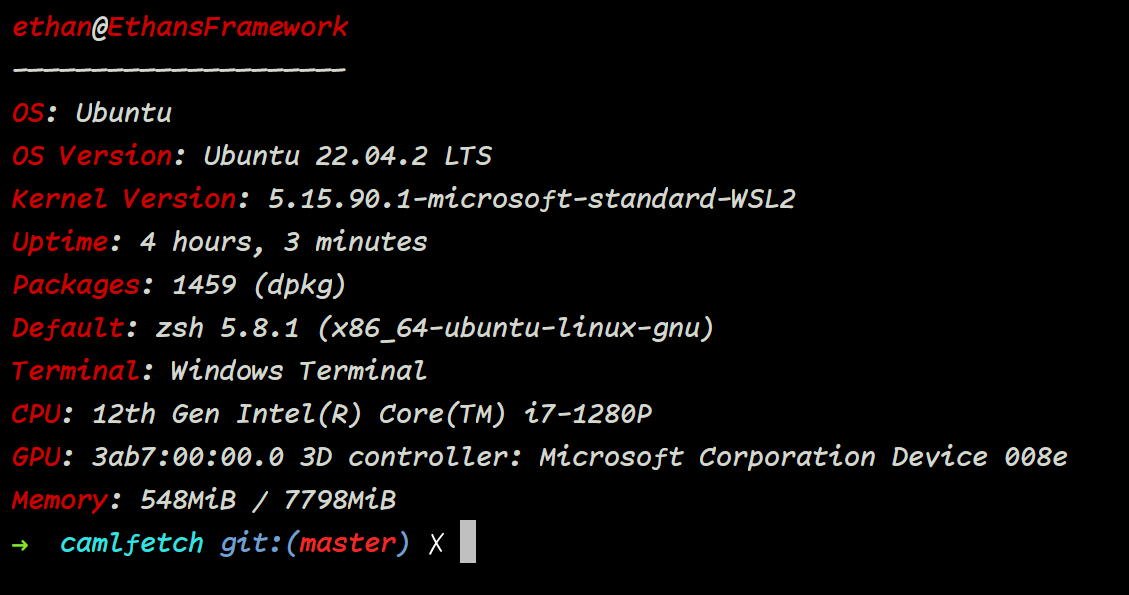 ethan@EthansFramework
---------------------
OS: Ubuntu
OS Version: Ubuntu 22.04.2 LTS
Kernel Version: 5.15.90.1-microsoft-standard-WSL2
Uptime: 4 hours, 3 minutes
Packages: 1459 (dpkg)
Default: zsh 5.8.1 (x86_64-ubuntu-linux-gnu)
Terminal: Windows Terminal
CPU: 12th Gen Intel(R) Core(TM) i7-1280P
GPU: 3ab7:00:00.0 3D controller: Microsoft Corporation Device 008e
Memory: 548MiB / 7798MiB
→ camlfetch git:(master) ✗